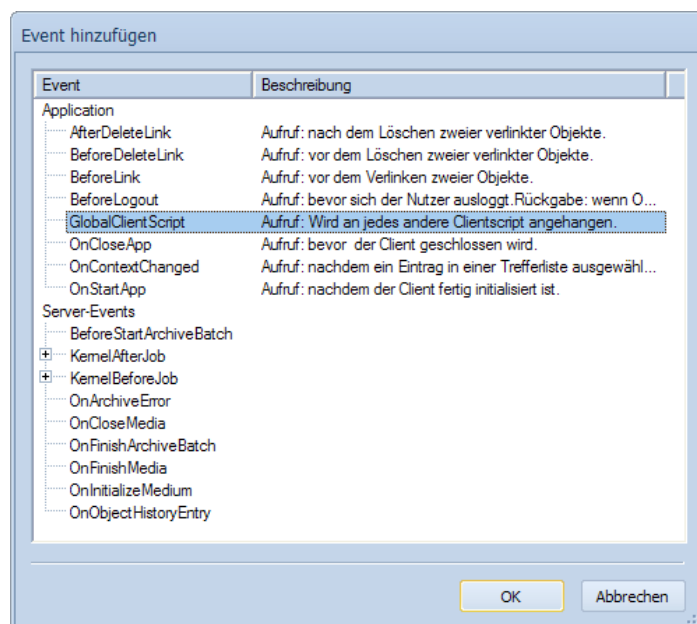 Event hinzufügen
Event Beschreibung
Application
AfterDeleteLink Aufruf: nach dem Löschen zweier verlinkter Objekte.
BeforeDeleteLink Aufruf: vor dem Löschen zweier verlinkter Objekte.
BeforeLink Aufruf: vor dem Verlinken zweier Objekte.
BeforeLogout Aufruf: bevor sich der Nutzer ausloggt.Rückgabe: wenn O...
GlobalClientScript Aufruf: Wird an jedes andere Clientscript angehangen.
OnCloseApp Aufruf: bevor der Client geschlossen wird.
OnContextChanged Aufruf: nachdem ein Eintrag in einer Trefferliste ausgewähl...
OnStartApp Aufruf: nachdem der Client fertig initialisiert ist.
Server-Events
BeforeStartArchiveBatch
KernelAfterJob
KernelBeforeJob
OnArchiveError
OnCloseMedia
OnFinishArchiveBatch
OnFinishMedia
OnInitializeMedium
OnObjectHistoryEntry
OK Abbrechen